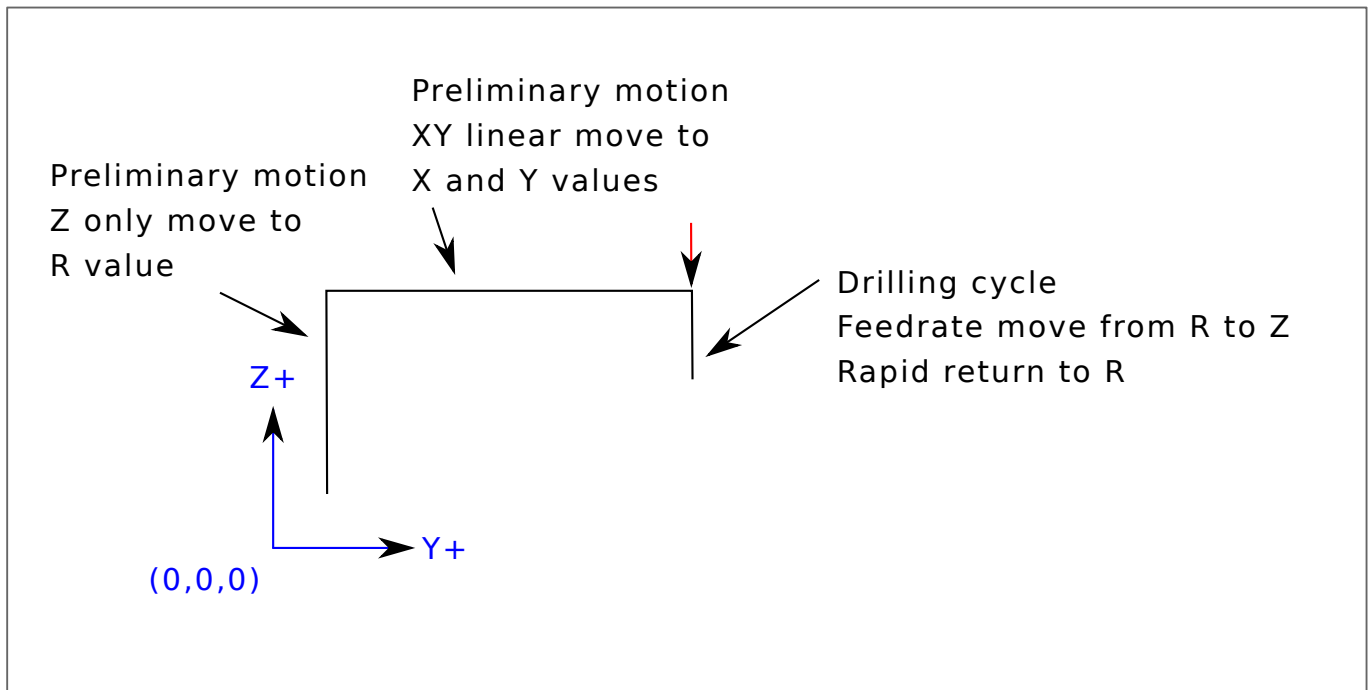 Preliminary motion
XY linear move to
X and Y values
Preliminary motion
Z only move to
R value
Drilling cycle
Feedrate move from R to Z
Rapid return to R
Z+
Y+
(0,0,0)